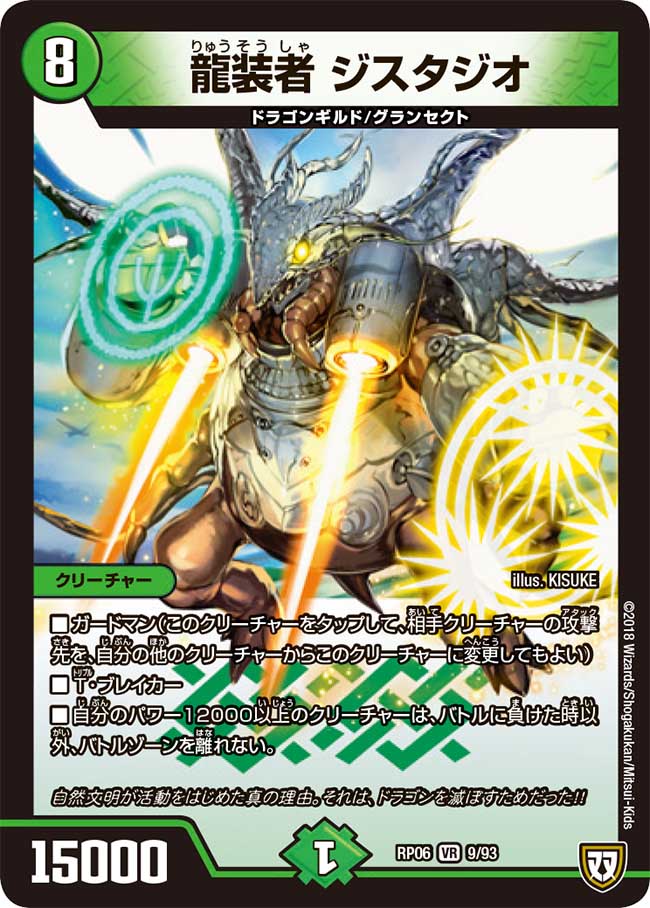 8
りゅうそうしゃ
龍装者 ジスタジオ
ドラゴンギルド/グランセクト
クリーチャー
illus. KISUKE
■ガードマン(このクリーチャーをタップして、相手クリーチャーの攻撃
先を、自分の他のクリーチャーからこのクリーチャーに変更してもよい)
■T・ブレイカー
■自分のパワー12000以上のクリーチャーは、バトルに負けた時以
外、バトルゾーンを離れない。
自然文明が活動をはじめた真の理由。それは、ドラゴンを滅ぼすためだった!!
15000
1
RP06 VR 9/93
©2018 Wizards/Shogakukan/Mitsui-Kids